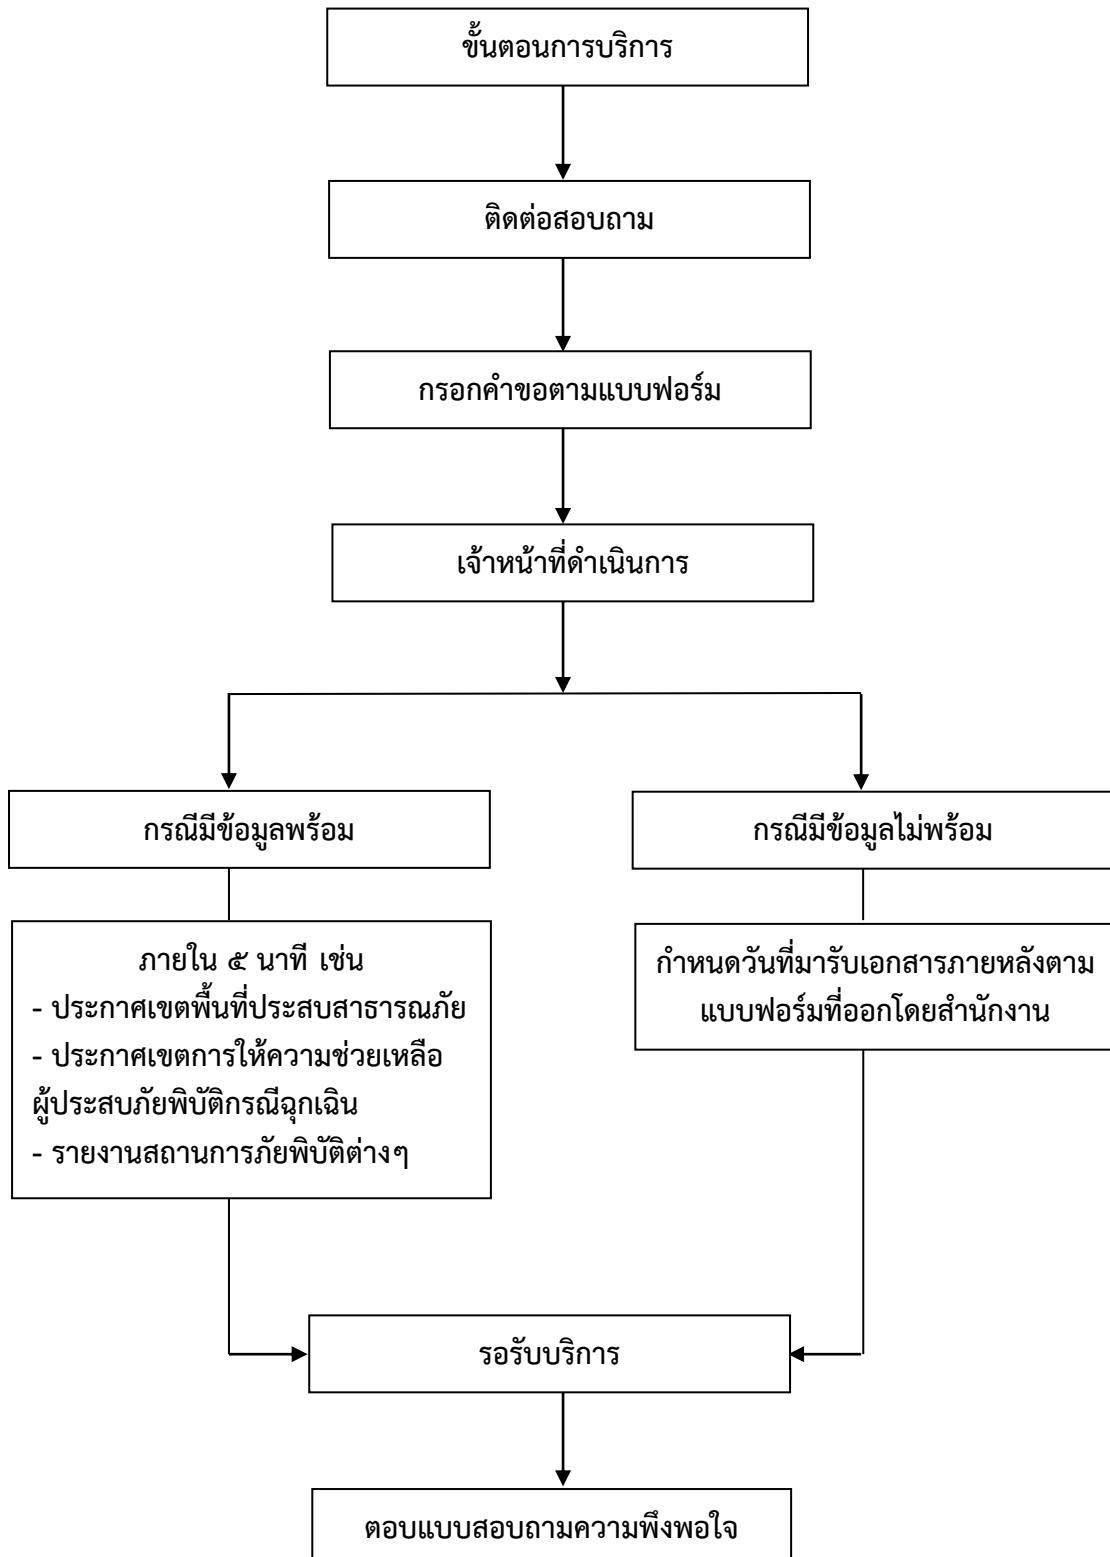 ขั้นตอนการบริการ
ติดต่อสอบถาม
กรอกคำขอตามแบบฟอร์ม
เจ้าหน้าที่ดำเนินการ
กรณีมีข้อมูลพร้อม
กรณีมีข้อมูลไม่พร้อม
ภายใน ๕ นาที เช่น
- ประกาศเขตพื้นที่ประสบสาธารณภัย
- ประกาศเขตการให้ความช่วยเหลือ
ผู้ประสบภัยพิบัติกรณีฉุกเฉิน
- รายงานสถานการภัยพิบัติต่างๆ
กำหนดวันที่มารับเอกสารภายหลังตาม
แบบฟอร์มที่ออกโดยสำนักงาน
รอรับบริการ
ตอบแบบสอบถามความพึงพอใจ